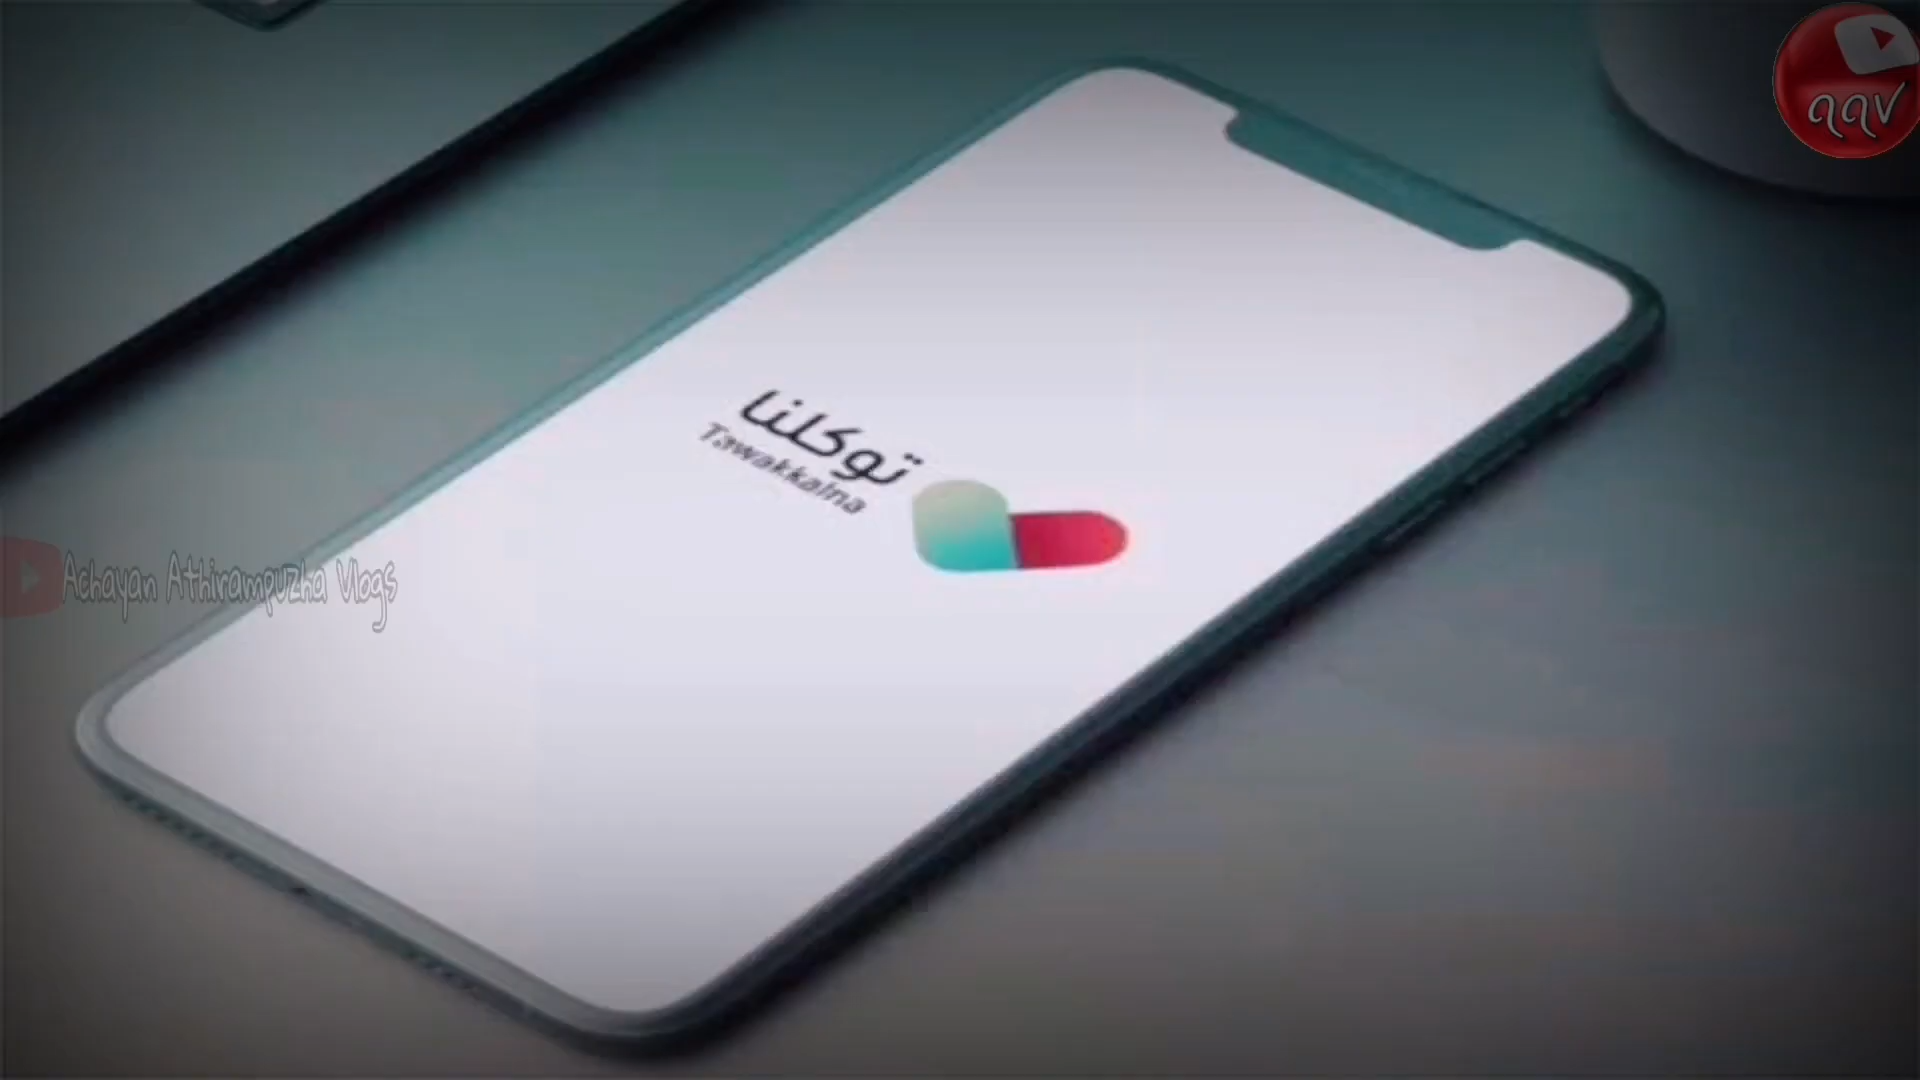 توكلنا
Tawakkalna
Achayan Athirampuzha Vlogs
aav